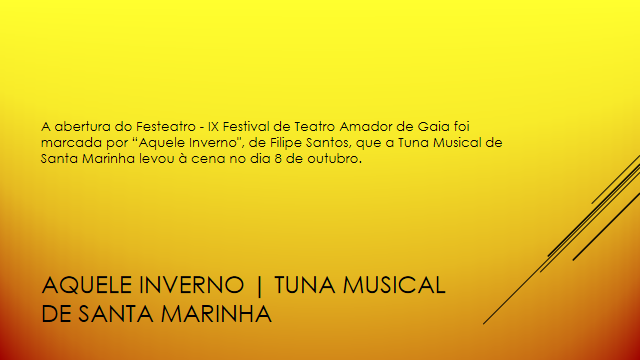 A abertura do Festeatro - IX Festival de Teatro Amador de Gaia foi
marcada por “Aquele Inverno”, de Filipe Santos, que a Tuna Musical de
Santa Marinha levou à cena no dia 8 de outubro.
AQUELE INVERNO | TUNA MUSICAL
DE SANTA MARINHA